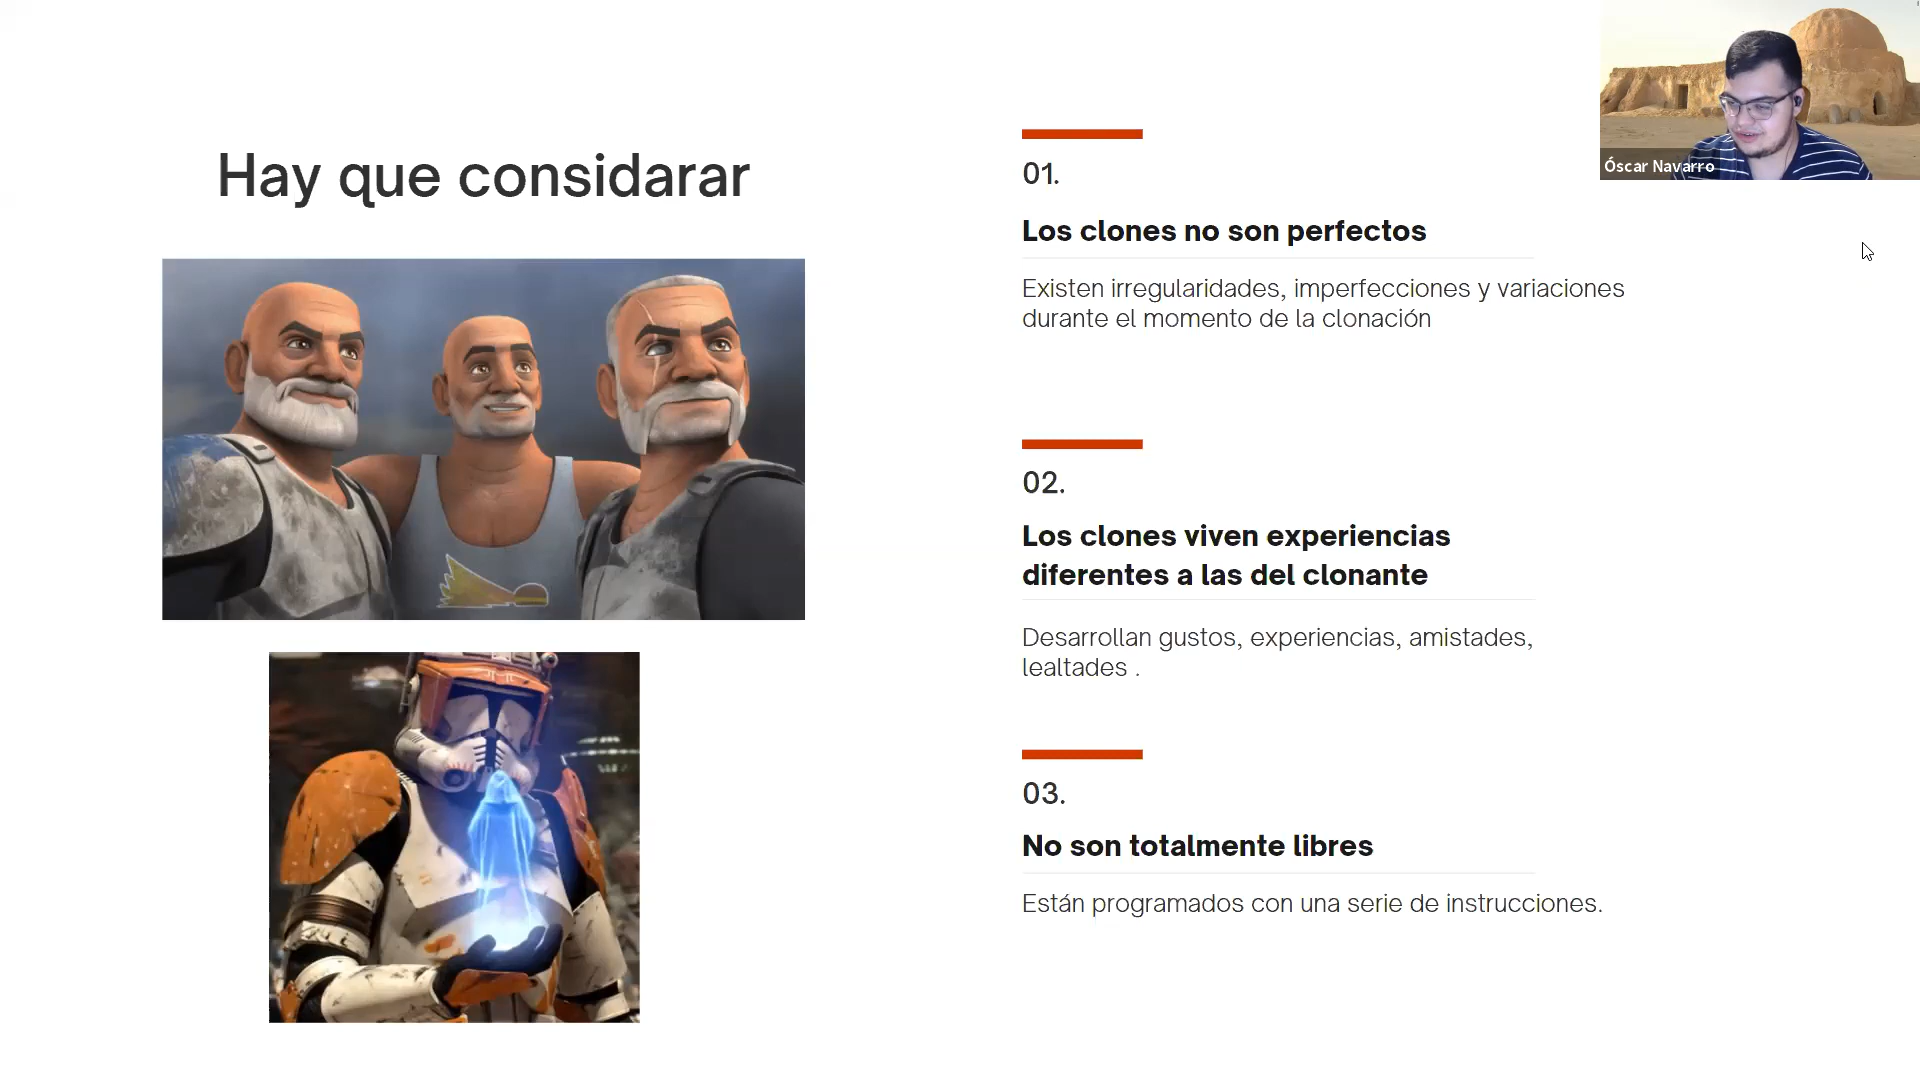 Hay que considarar
01.
Los clones no son perfectos
Existen irregularidades, imperfecciones y variaciones
durante el momento de la clonación
02.
Los clones viven experiencias
diferentes a las del clonante
Desarrollan gustos, experiencias, amistades,
lealtades .
03.
No son totalmente libres
Están programados con una serie de instrucciones.
Óscar Navarro